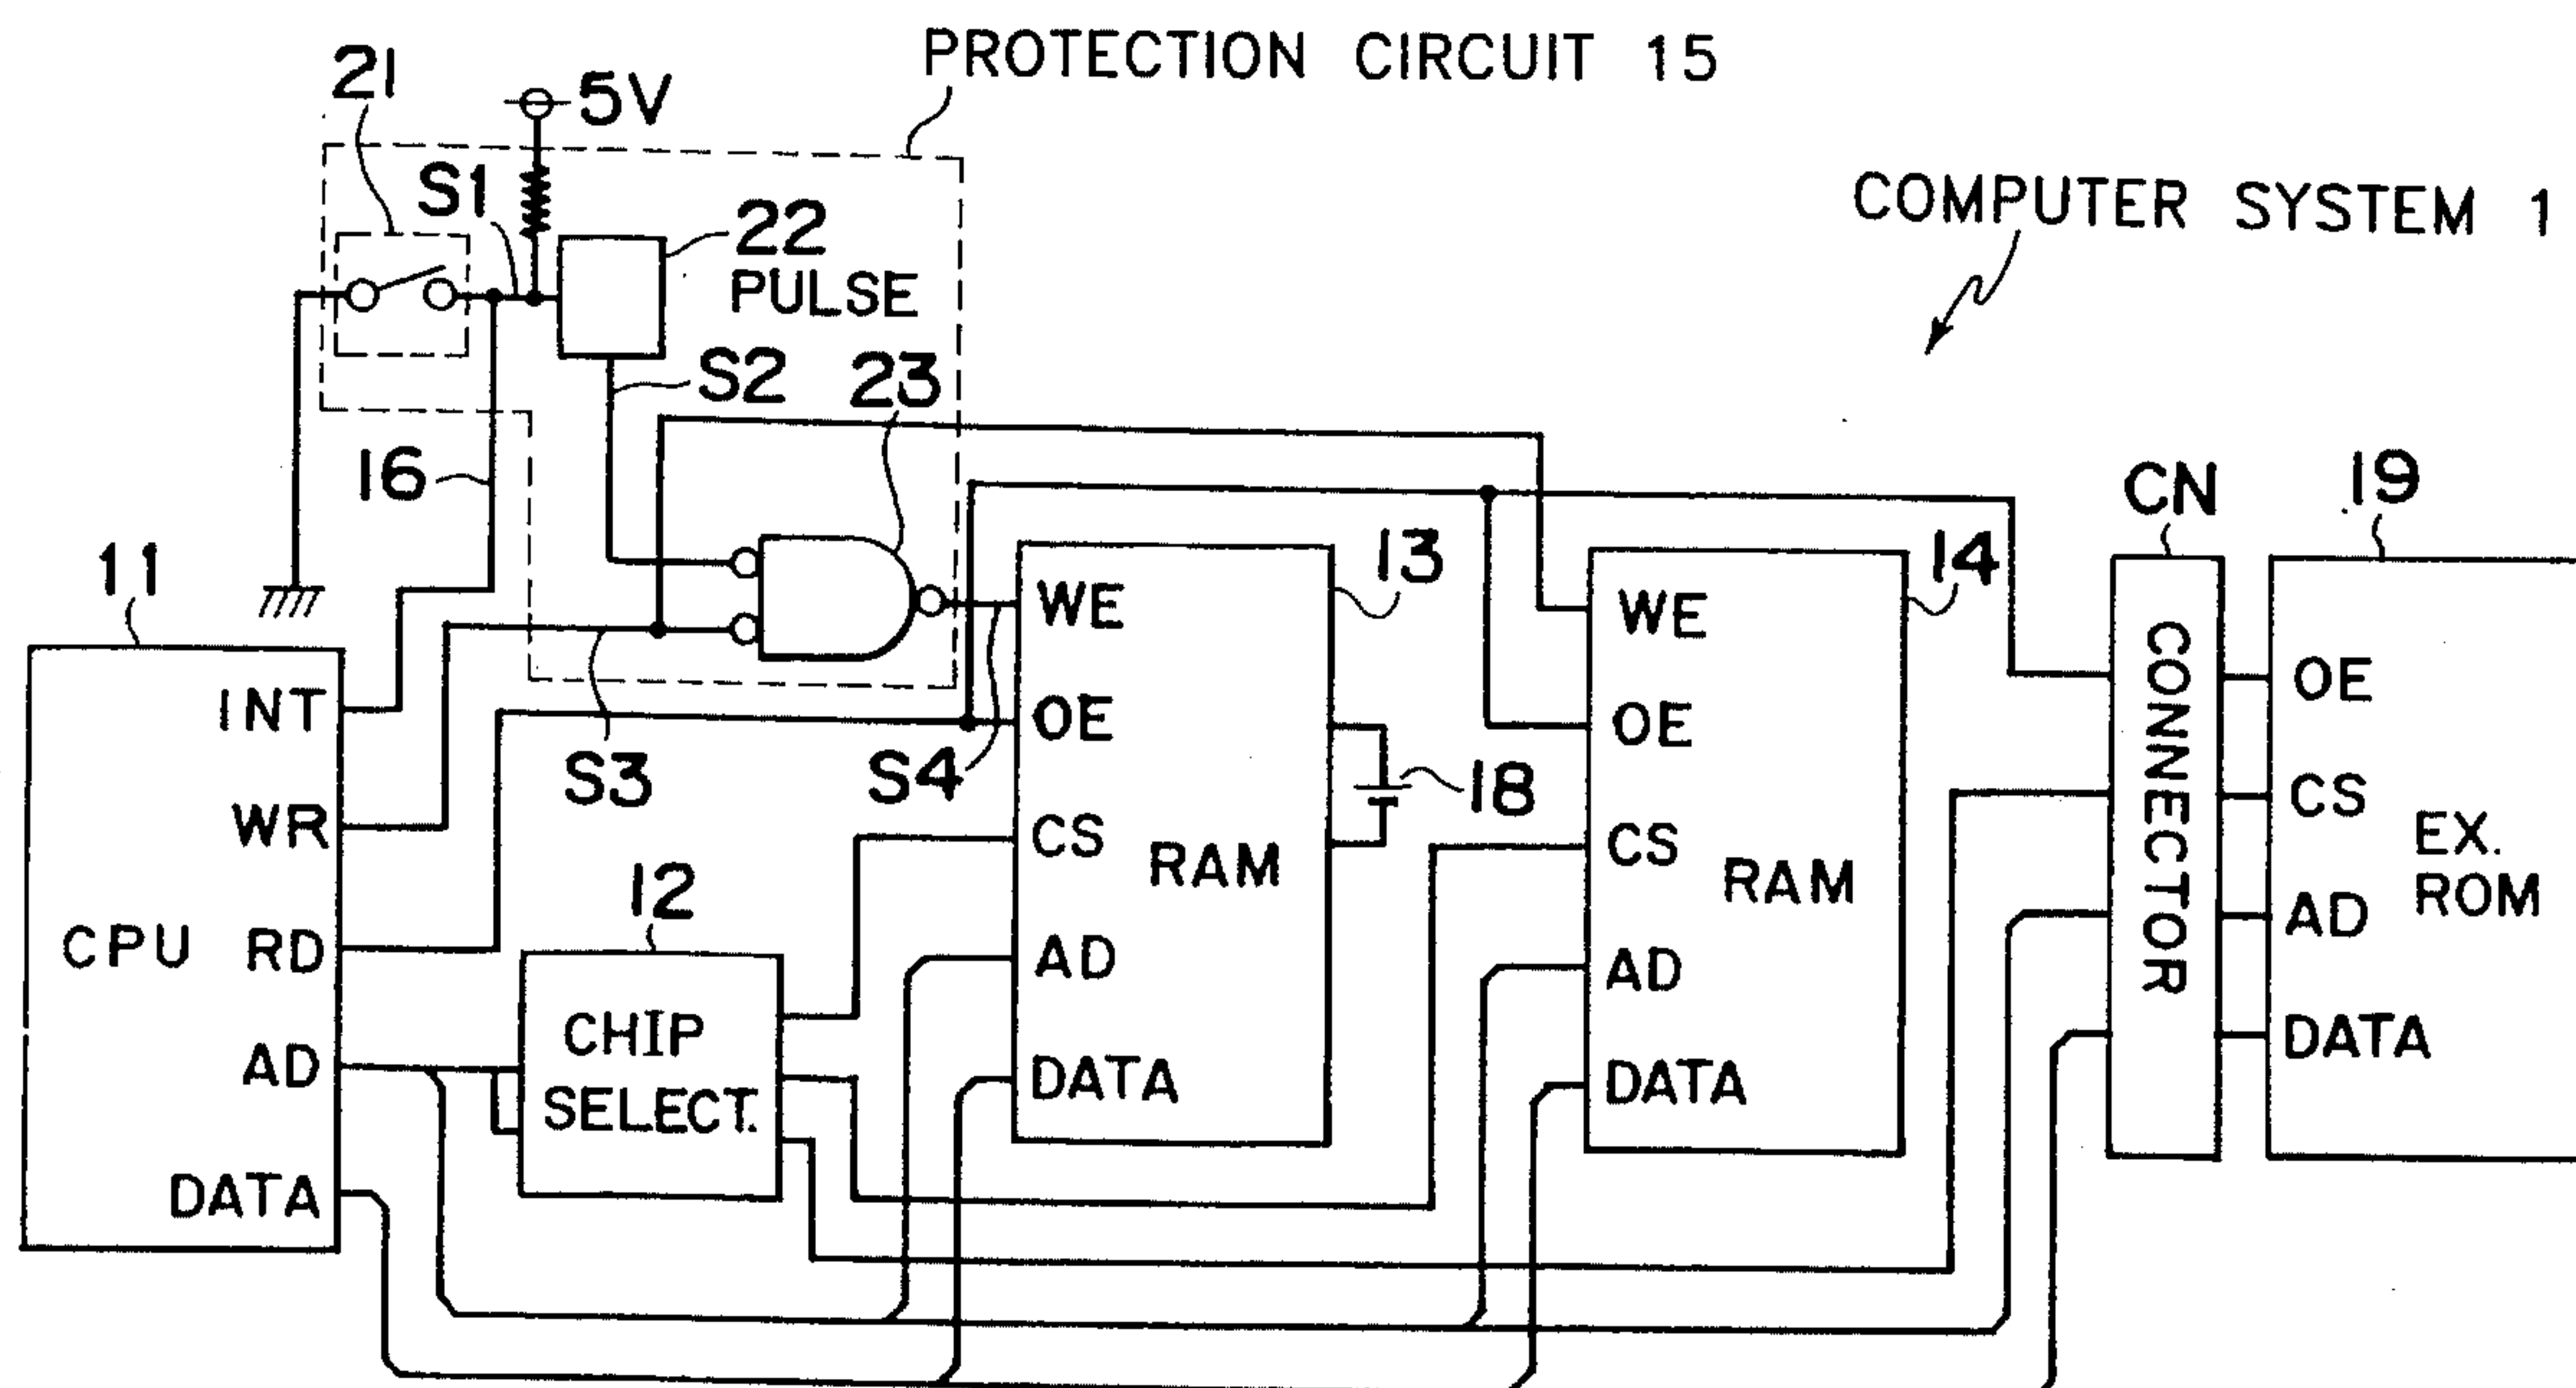 PROTECTION CIRCUIT 15
21
5V
COMPUTER SYSTEM 1
S1
22
PULSE
S2
23
16
CN
19
11
13
14
INT
WR
CPU
RD
AD
DATA
S3
S4
12
CHIP
SELECT.
WE
OE
CS
RAM
AD
DATA
18
WE
OE
CS
RAM
AD
DATA
CONNECTOR
OE
CS
EX.
ROM
AD
DATA